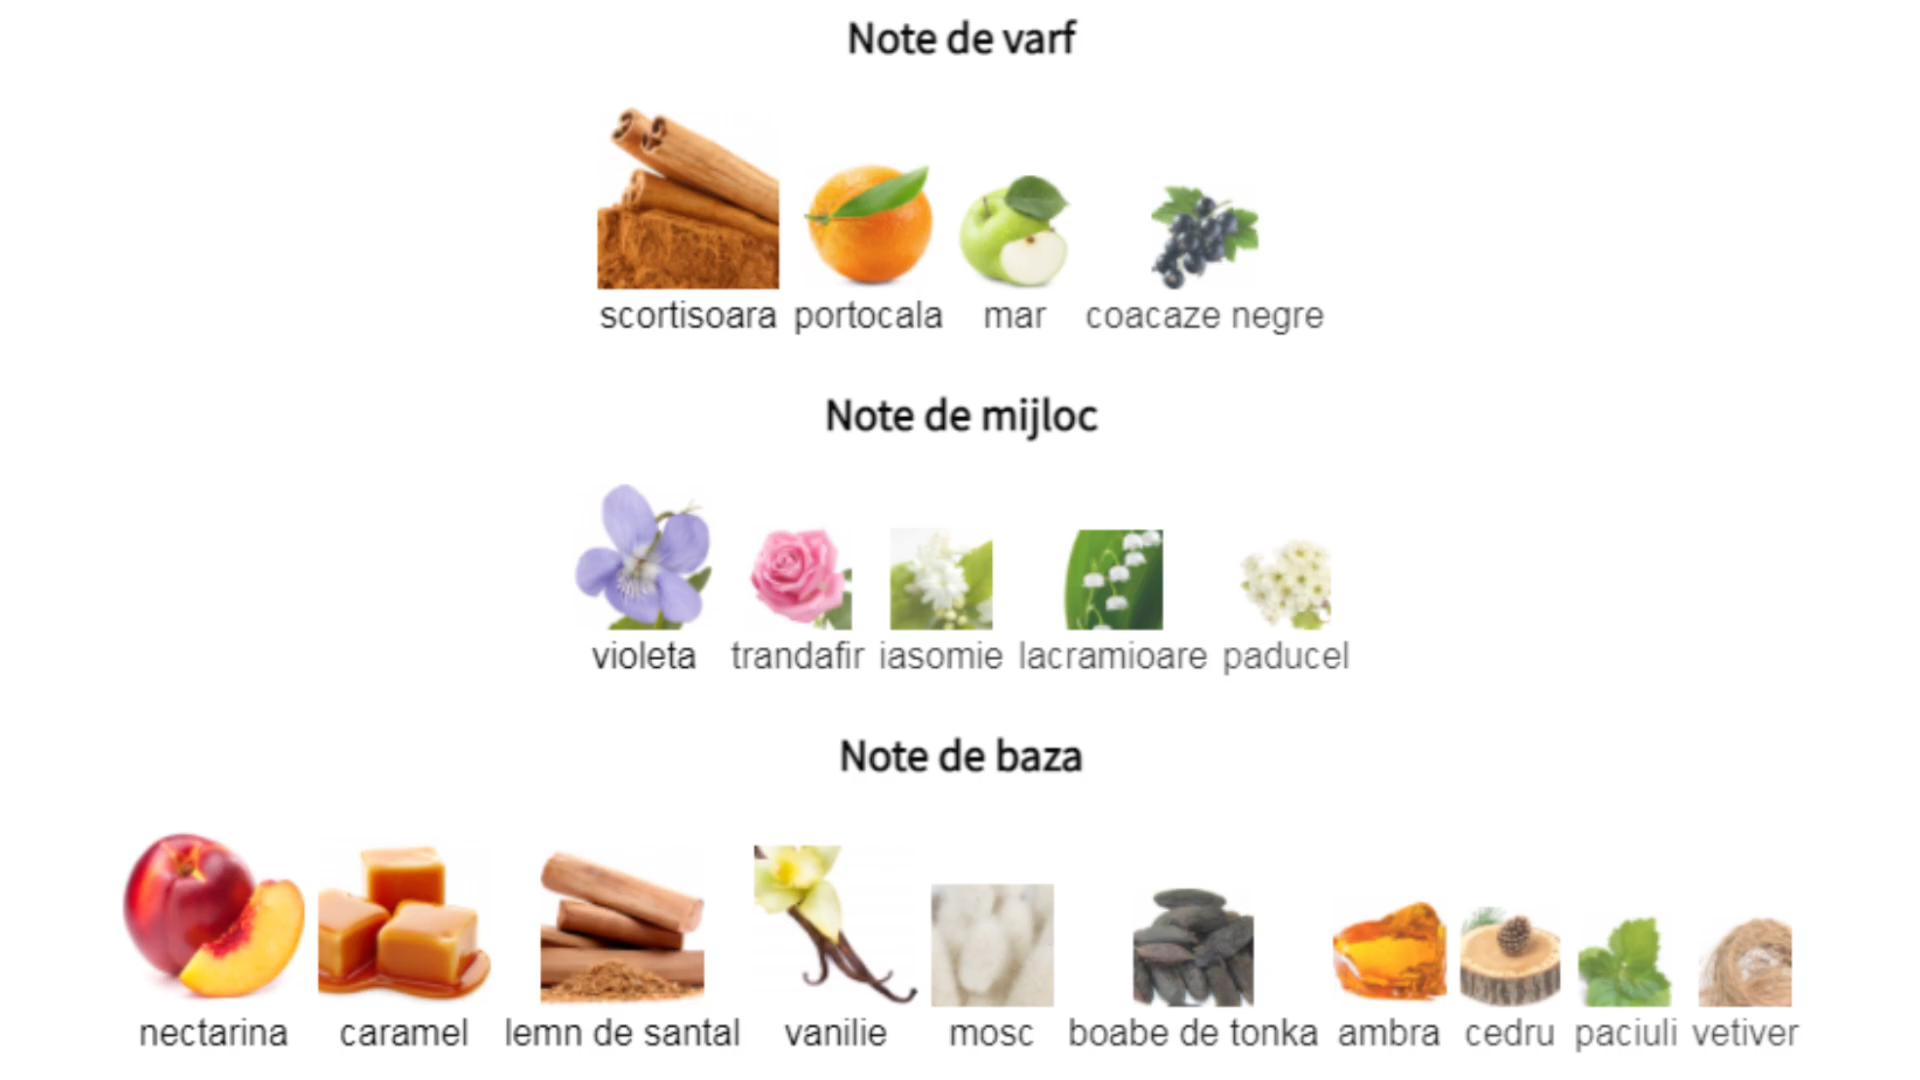 Note de varf
scortisoara portocala mar coacaze negre
Note de mijloc
violeta trandafir iasomie lacramioare paducel
Note de baza
nectarina caramel lemn de santal vanilie mosc boabe de tonka ambra cedru paciuli vetiver